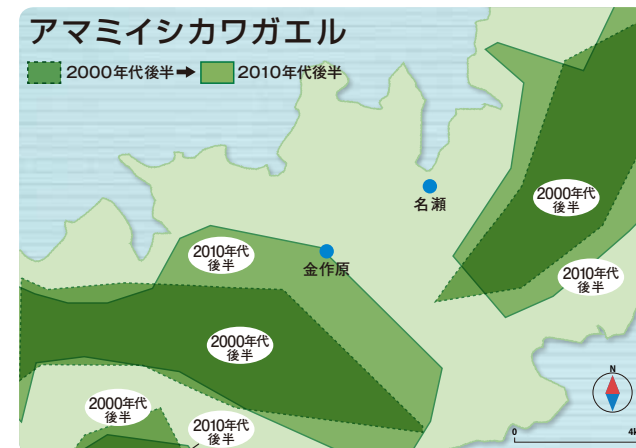 アマミイシカワガエル
2000年代後半➡2010年代後半
名瀬
2000年代
後半
2010年代
後半
金作原
2010年代
後半
2000年代
後半
2000年代
後半
2010年代
後半
N
0 4k